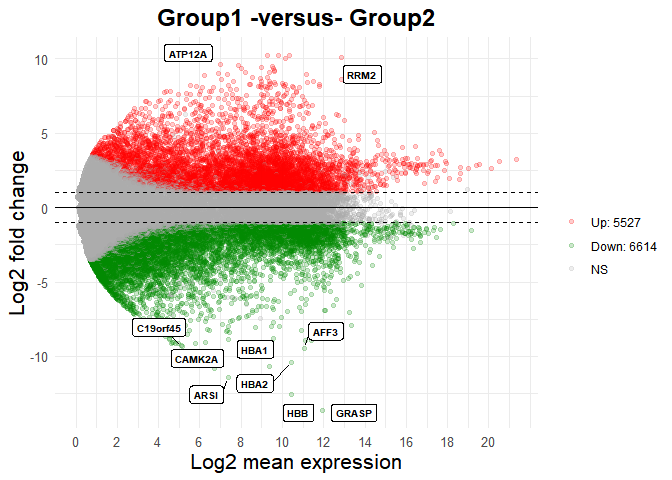 Group1 -versus- Group2
ATP12A
RRM2
10
5
0
-5
-10
Log2 fold change
Up: 5527
Down: 6614
NS
C19orf45
AFF3
CAMK2A
HBA1
HBA2
ARSI
HBB
GRASP
0 2 4 6 8 10 12 14 16 18 20
Log2 mean expression